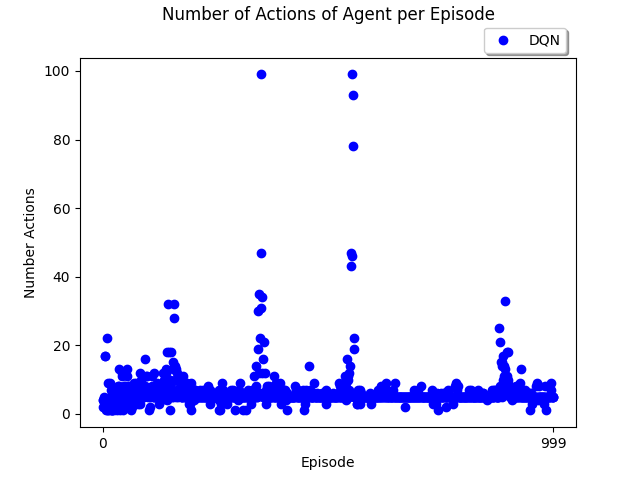 Number of Actions of Agent per Episode
DQN
100
80
60
40
20
0
Number Actions
0 999
Episode